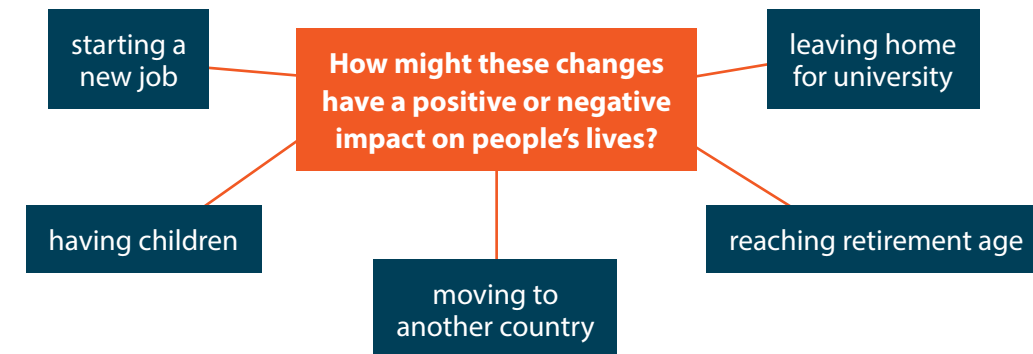 starting a
new job
How might these changes
have a positive or negative
impact on people’s lives?
leaving home
for university
having children
moving to
another country
reaching retirement age